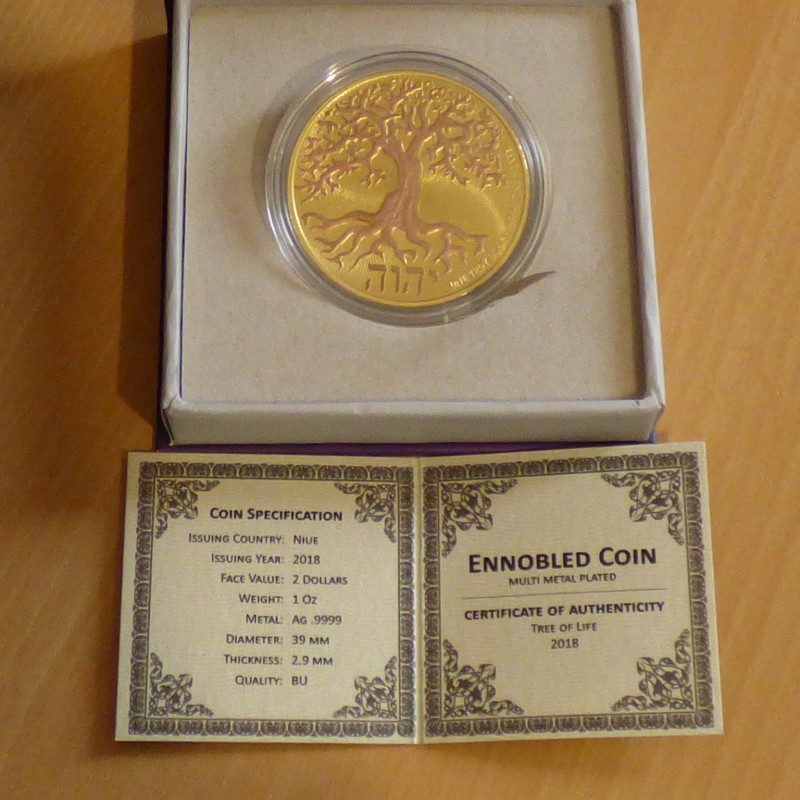 יהוה
ONE TROY
COIN SPECIFICATION
ISSUING COUNTRY: NIUE
ISSUING YEAR: 2018
FACE VALUE: 2 DOLLARS
WEIGHT: 1 OZ
METAL: AG .9999
DIAMETER: 39 MM
THICKNESS: 2.9 MM
QUALITY: BU
ENNOBLED COIN
MULTI METAL PLATED
CERTIFICATE OF AUTHENTICITY
TREE OF LIFE
2018